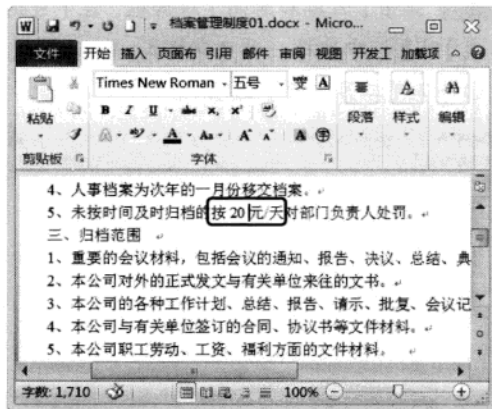 档案管理制度01.docx - Micro...
文件 开始 插入 页面布 引用 邮件 审阅 视图 开发工 加载项
Times New Roman 五号 变 A
B I U abc x₂ x²
A aby A Aa A A A 字
粘贴 段落 样式 编辑
剪贴板 字体
4、人事档案为次年的一月份移交档案。
5、未按时间及时归档的按 20 元/天对部门负责人处罚。
三、归档范围
1、重要的会议材料，包括会议的通知、报告、决议、总结、典
2、本公司对外的正式发文与有关单位来往的文书。
3、本公司的各种工作计划、总结、报告、请示、批复、会议记
4、本公司与有关单位签订的合同、协议书等文件材料。
5、本公司职工劳动、工资、福利方面的文件材料。
字数: 1,710 100%